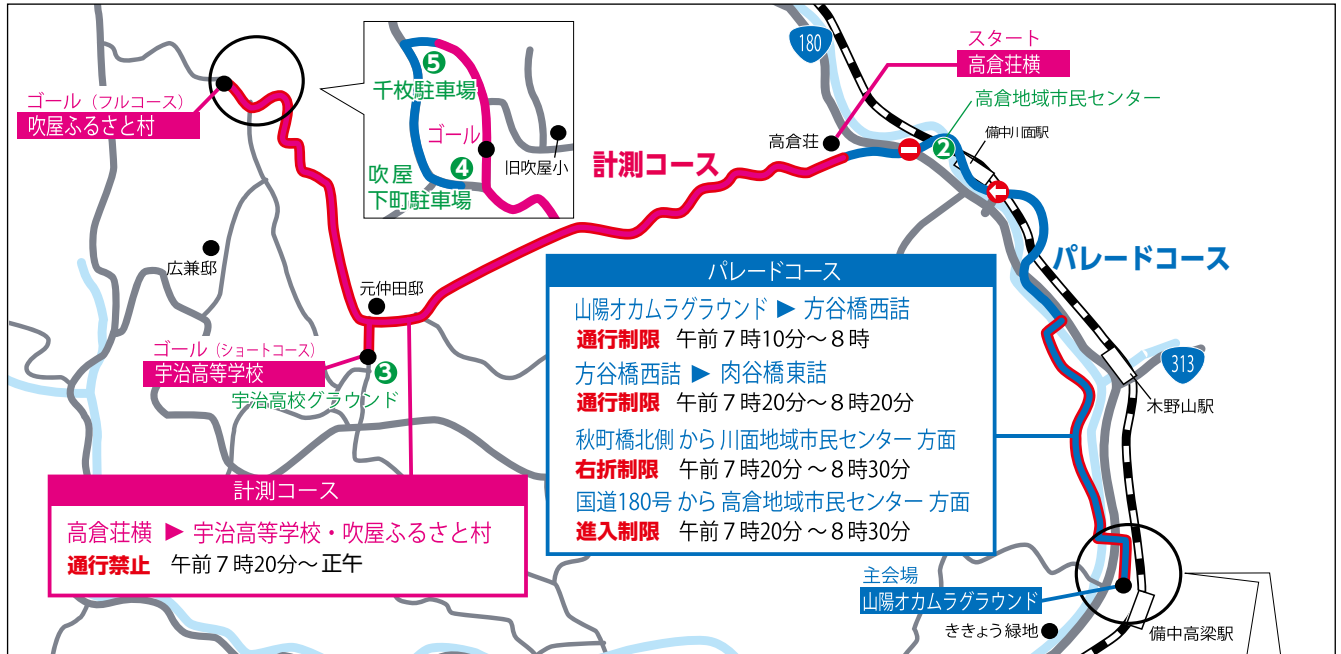 180
スタート
高倉荘横
高倉地域市民センター
2
備中川面駅
高倉荘
5
千枚駐車場
ゴール
4
旧吹屋小
吹屋
下町駐車場
ゴール（フルコース）
吹屋ふるさと村
計測コース
パレードコース
広兼邸
元仲田邸
ゴール（ショートコース）
宇治高等学校
3
宇治高校グラウンド
313
木野山駅
パレードコース
山陽オカムラグラウンド ▶ 方谷橋西詰
通行制限 午前７時10分～８時
方谷橋西詰 ▶ 肉谷橋東詰
通行制限 午前７時20分～８時20分
秋町橋北側 から 川面地域市民センター 方面
右折制限 午前７時20分～８時30分
国道180号 から 高倉地域市民センター 方面
進入制限 午前７時20分～８時30分
計測コース
高倉荘横 ▶ 宇治高等学校・吹屋ふるさと村
通行禁止 午前７時20分～正午
主会場
山陽オカムラグラウンド
ききょう緑地
備中高梁駅